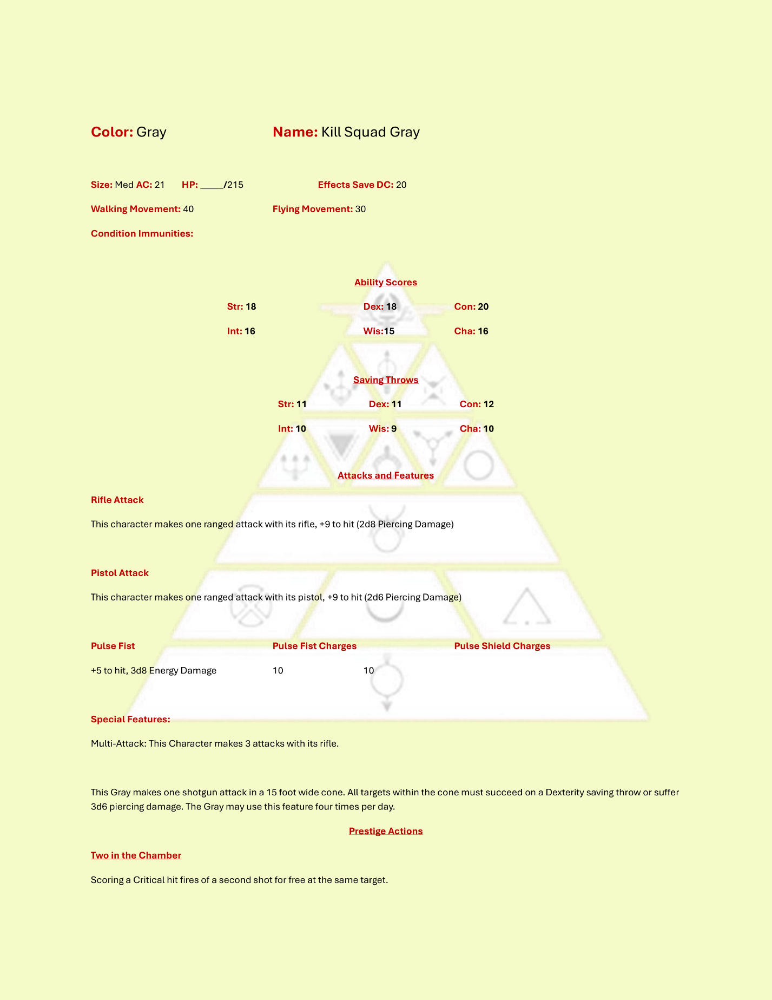 Color: Gray Name: Kill Squad Gray
Size: Med AC: 21 HP: _____/215 Effects Save DC: 20
Walking Movement: 40 Flying Movement: 30
Condition Immunities:
Ability Scores
Str: 18 Dex: 18 Con: 20
Int: 16 Wis:15 Cha: 16
Saving Throws
Str: 11 Dex: 11 Con: 12
Int: 10 Wis: 9 Cha: 10
Attacks and Features
Rifle Attack
This character makes one ranged attack with its rifle, +9 to hit (2d8 Piercing Damage)
Pistol Attack
This character makes one ranged attack with its pistol, +9 to hit (2d6 Piercing Damage)
Pulse Fist Pulse Fist Charges Pulse Shield Charges
+5 to hit, 3d8 Energy Damage 10 10
Special Features:
Multi-Attack: This Character makes 3 attacks with its rifle.
This Gray makes one shotgun attack in a 15 foot wide cone. All targets within the cone must succeed on a Dexterity saving throw or suffer
3d6 piercing damage. The Gray may use this feature four times per day.
Prestige Actions
Two in the Chamber
Scoring a Critical hit fires of a second shot for free at the same target.